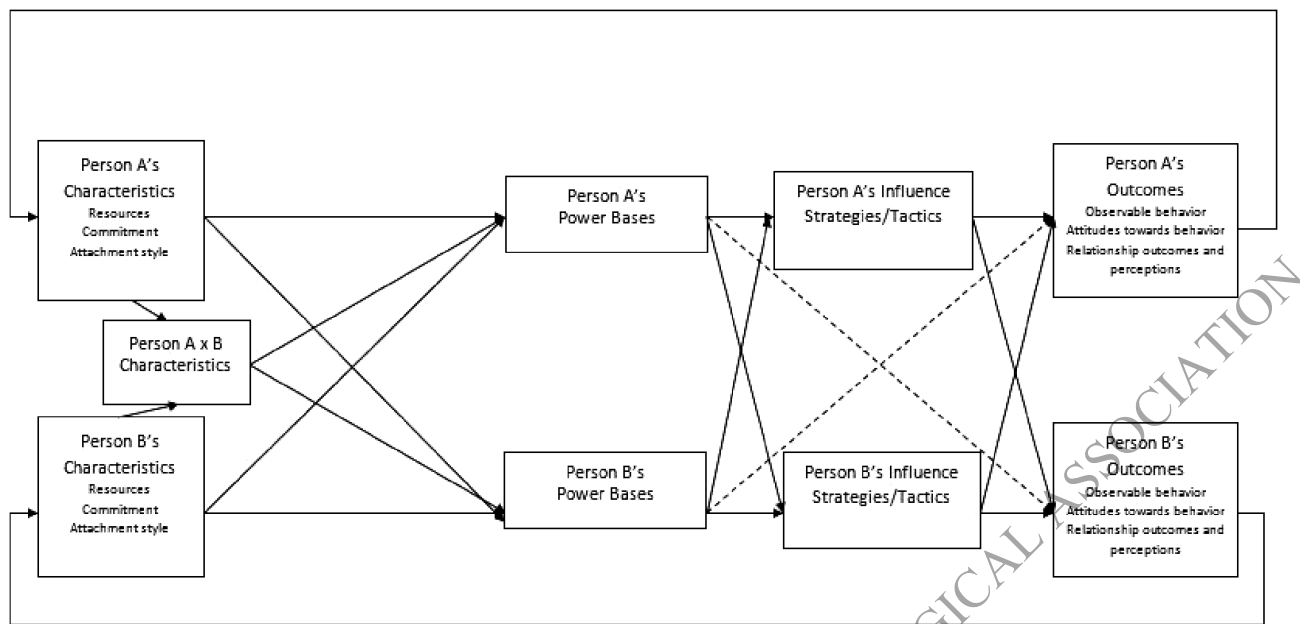 Person A's
Characteristics
Resources
Commitment
Attachment style
Person A x B
Characteristics
Person B's
Characteristics
Resources
Commitment
Attachment style
Person A's
Power Bases
Person B's
Power Bases
Person A's Influence
Strategies/Tactics
Person B's Influence
Strategies/Tactics
Person A's
Outcomes
Observable behavior
Attitudes towards behavior
Relationship outcomes and
perceptions
Person B's
Outcomes
Observable behavior
Attitudes towards behavior
Relationship outcomes and
perceptions
GICAL ASSOCIATION